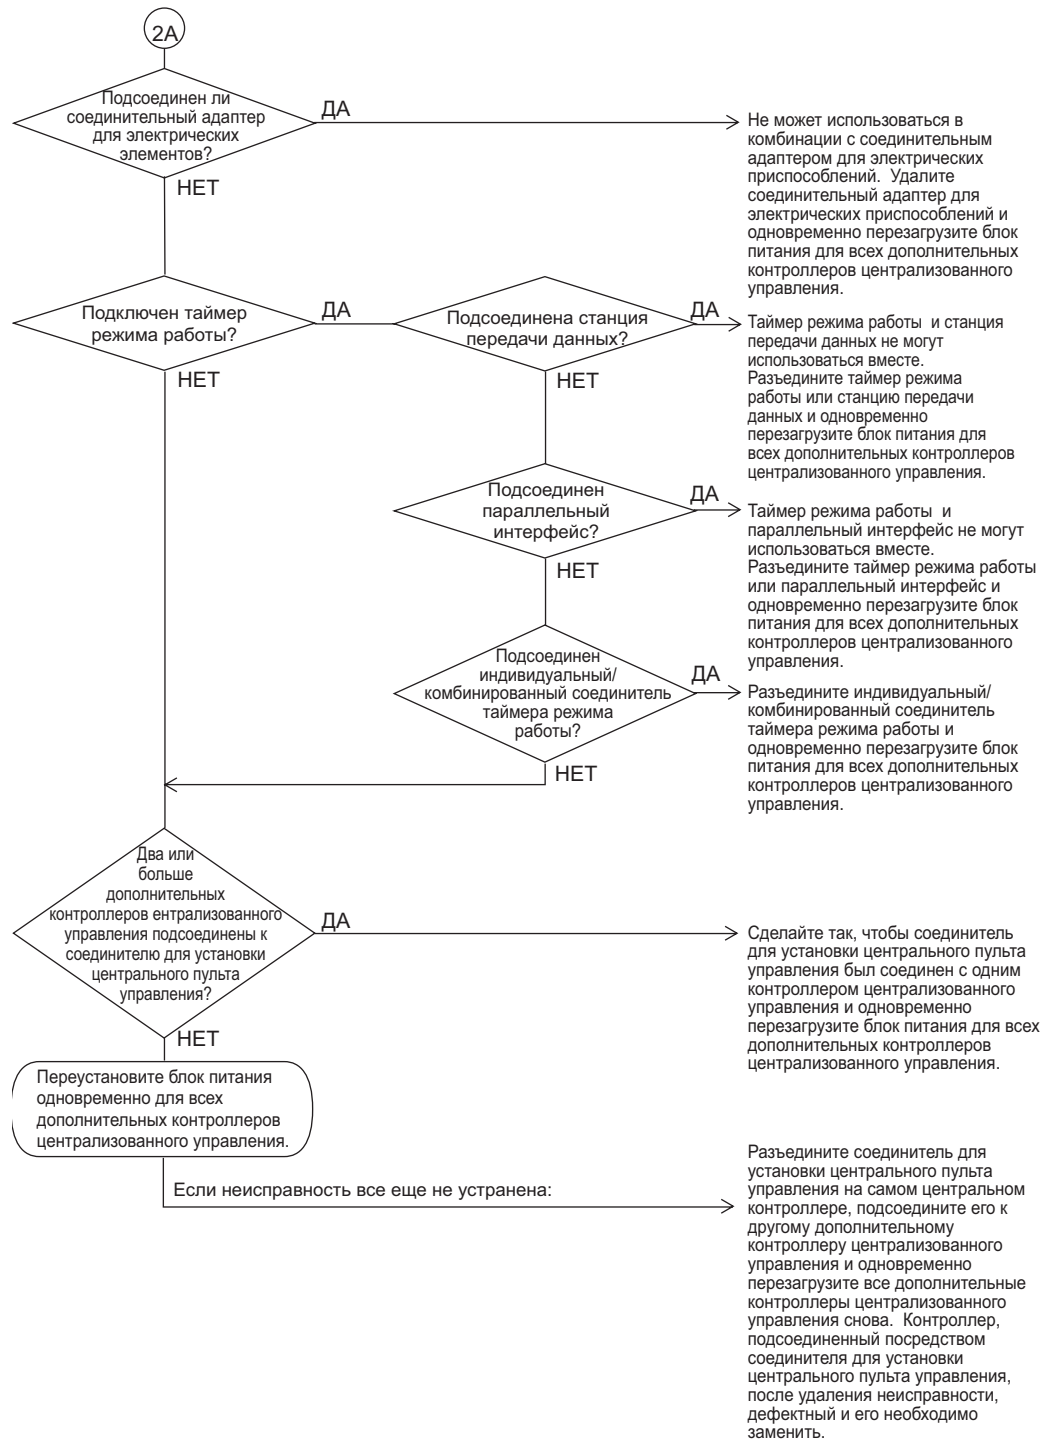 2A
Подсоединен ли
соединительный адаптер
для электрических
элементов?
ДА
НЕТ
Не может использоваться в
комбинации с соединительным
адаптером для электрических
приспособлений. Удалите
соединительный адаптер для
электрических приспособлений и
одновременно перезагрузите блок
питания для всех дополнительных
контроллеров централизованного
управления.
Подключен таймер
режима работы?
ДА
НЕТ
Подсоединена станция
передачи данных?
ДА
НЕТ
Таймер режима работы и станция
передачи данных не могут
использоваться вместе.
Разъедините таймер режима
работы или станцию передачи
данных и одновременно
перезагрузите блок питания для
всех дополнительных контроллеров
централизованного управления.
Подсоединен
параллельный
интерфейс?
ДА
НЕТ
Таймер режима работы и
параллельный интерфейс не могут
использоваться вместе.
Разъедините таймер режима работы
или параллельный интерфейс и
одновременно перезагрузите блок
питания для всех дополнительных
контроллеров централизованного
управления.
Подсоединен
индивидуальный/
комбинированный соединитель
таймера режима
работы?
ДА
НЕТ
Разъедините индивидуальный/
комбинированный соединитель
таймера режима работы и
одновременно перезагрузите блок
питания для всех дополнительных
контроллеров централизованного
управления.
Два или
больше
дополнительных
контроллеров ентрализованного
управления подсоединены к
соединителю для установки
центрального пульта
управления?
ДА
НЕТ
Сделайте так, чтобы соединитель
для установки центрального пульта
управления был соединен с одним
контроллером централизованного
управления и одновременно
перезагрузите блок питания для всех
дополнительных контроллеров
централизованного управления.
Переустановите блок питания
одновременно для всех
дополнительных контроллеров
централизованного управления.
Если неисправность все еще не устранена:
Разъедините соединитель для
установки центрального пульта
управления на самом центральном
контроллере, подсоедините его к
другому дополнительному
контроллеру централизованного
управления и одновременно
перезагрузите все дополнительные
контроллеры централизованного
управления снова. Контроллер,
подсоединенный посредством
соединителя для установки
центрального пульта управления,
после удаления неисправности,
дефектный и его необходимо
заменить.